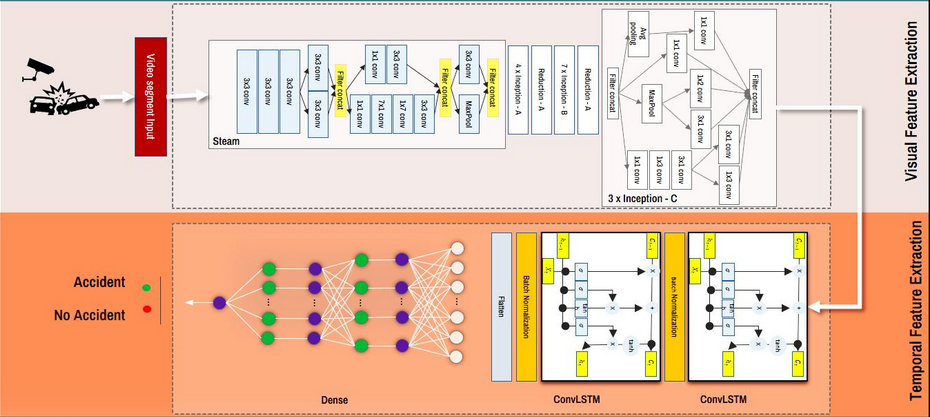 Video segment Input
3x3 conv
3x3 conv
3x3 conv
3x3 conv
3x3 conv
Filter concat
1x1 conv
3x3 conv
1x1 conv
7x1 conv
1x7 conv
3x3 conv
Filter concat
3x3 conv
MaxPool
Filter concat
Steam
4 x Inception - A
Reduction - A
7 x Inception - B
Reduction - A
Filter concat
Avg pooling
1x1 conv
1x1 conv
MaxPool
1x2 conv
3x1 conv
1x1 conv
1x3 conv
3x1 conv
3x1 conv
1x3 conv
Filter concat
3 x Inception - C
Visual Feature Extraction
Temporal Feature Extraction
Accident
No Accident
Dense
Flatten
Batch Normalization
ConvLSTM
Batch Normalization
ConvLSTM
tanh
tanh